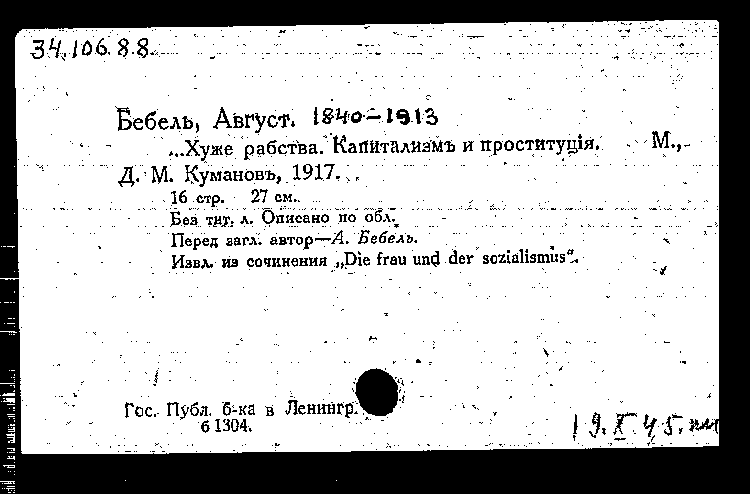 34.106.8.8.
Бебель, Август. 1840-1913
...Хуже рабства. Капитализмъ и проституція. М.,
Д. М. Кумановъ, 1917.
16 стр. 27 см.
Без тит. л. Описано по обл.
Перед загл. автор—А. Бебель.
Извл. из сочинения „Die frau und der sozialismus".
Гос. Публ. б-ка в Ленингр.
б 1304.
19.X.45.